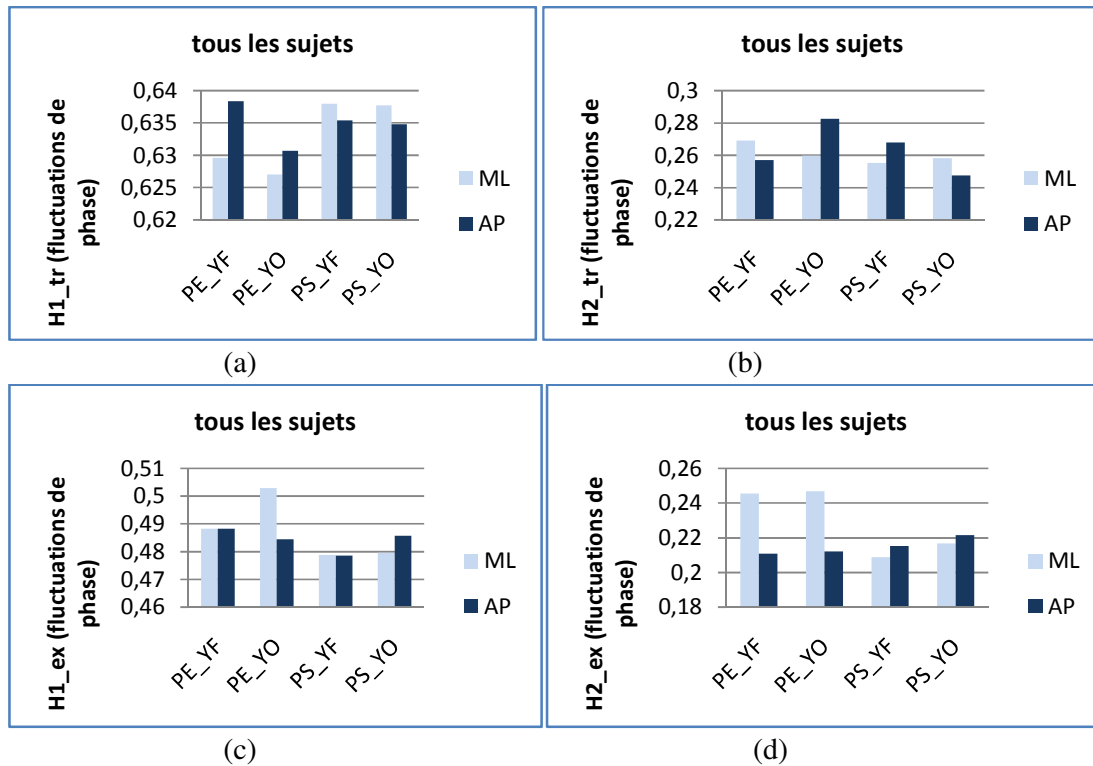 tous les sujets
H1_tr (fluctuations de
phase)
0,64
0,635
0,63
0,625
0,62
PE_YF
PE_YO
PS_YF
PS_YO
ML
AP
(a)
tous les sujets
H2_tr (fluctuations de
phase)
0,3
0,28
0,26
0,24
0,22
PE_YF
PE_YO
PS_YF
PS_YO
ML
AP
(b)
tous les sujets
H1_ex (fluctuations de
phase)
0,51
0,5
0,49
0,48
0,47
0,46
PE_YF
PE_YO
PS_YF
PS_YO
ML
AP
(c)
tous les sujets
H2_ex (fluctuations de
phase)
0,26
0,24
0,22
0,2
0,18
PE_YF
PE_YO
PS_YF
PS_YO
ML
AP
(d)